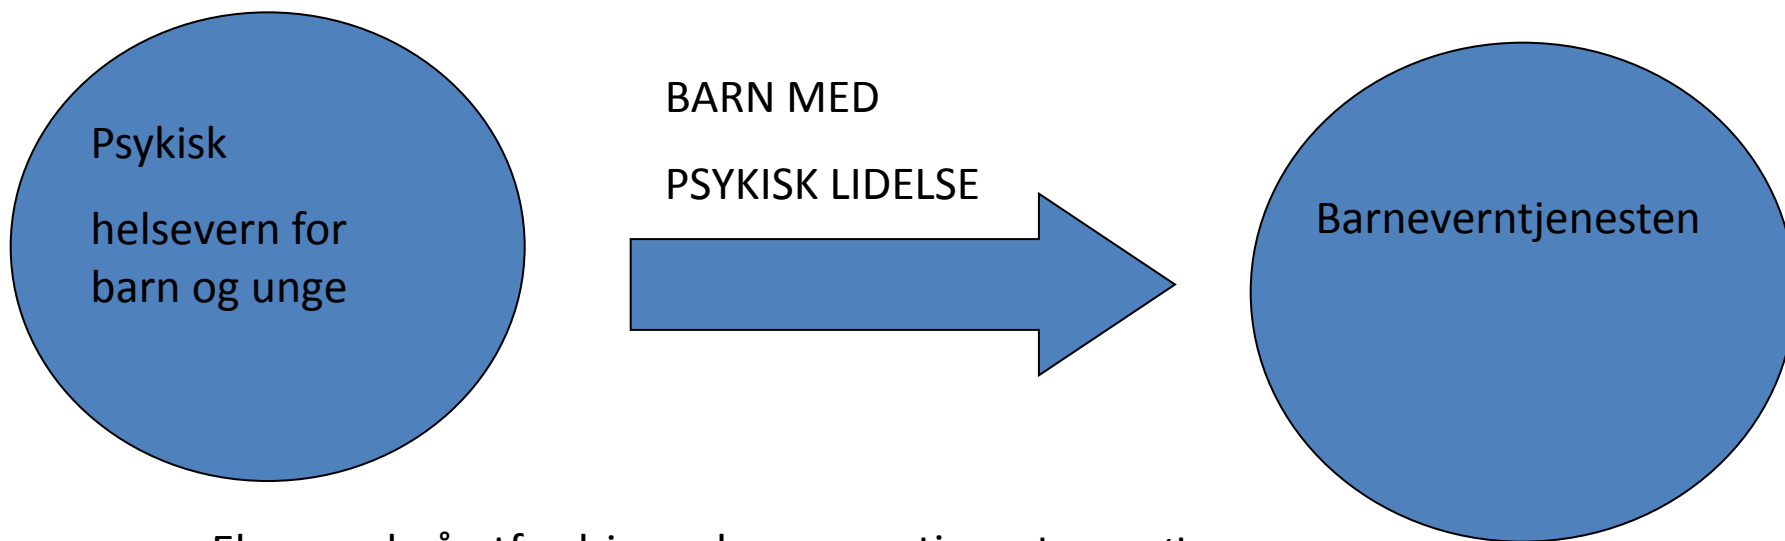 Psykisk
helsevern for
barn og unge
BARN MED
PSYKISK LIDELSE
Barneverntjenesten